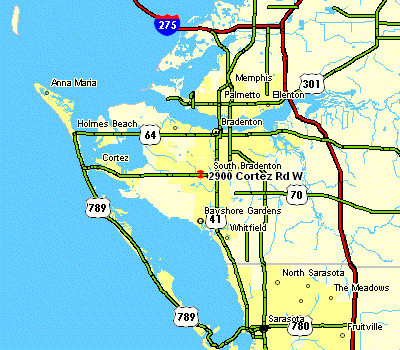 275
Anna Maria
Memphis
Palmetto
Ellenton
301
Holmes Beach
64
Bradenton
Cortez
South Bradenton
2900 Cortez Rd W
70
789
Bayshore Gardens
41
Whitfield
North Sarasota
The Meadows
789
Sarasota
780
Fruitville